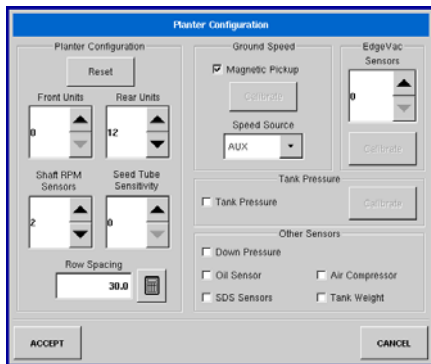 Planter Configuration
Planter Configuration
Reset
Front Units
Rear Units
0
12
Shaft RPM
Sensors
Seed Tube
Sensitivity
2
0
Row Spacing
30.0
Ground Speed
Magnetic Pickup
Calibrate
Speed Source
AUX
EdgeVac
Sensors
0
Calibrate
Tank Pressure
Tank Pressure
Calibrate
Other Sensors
Down Pressure
Oil Sensor
Air Compressor
SDS Sensors
Tank Weight
ACCEPT
CANCEL